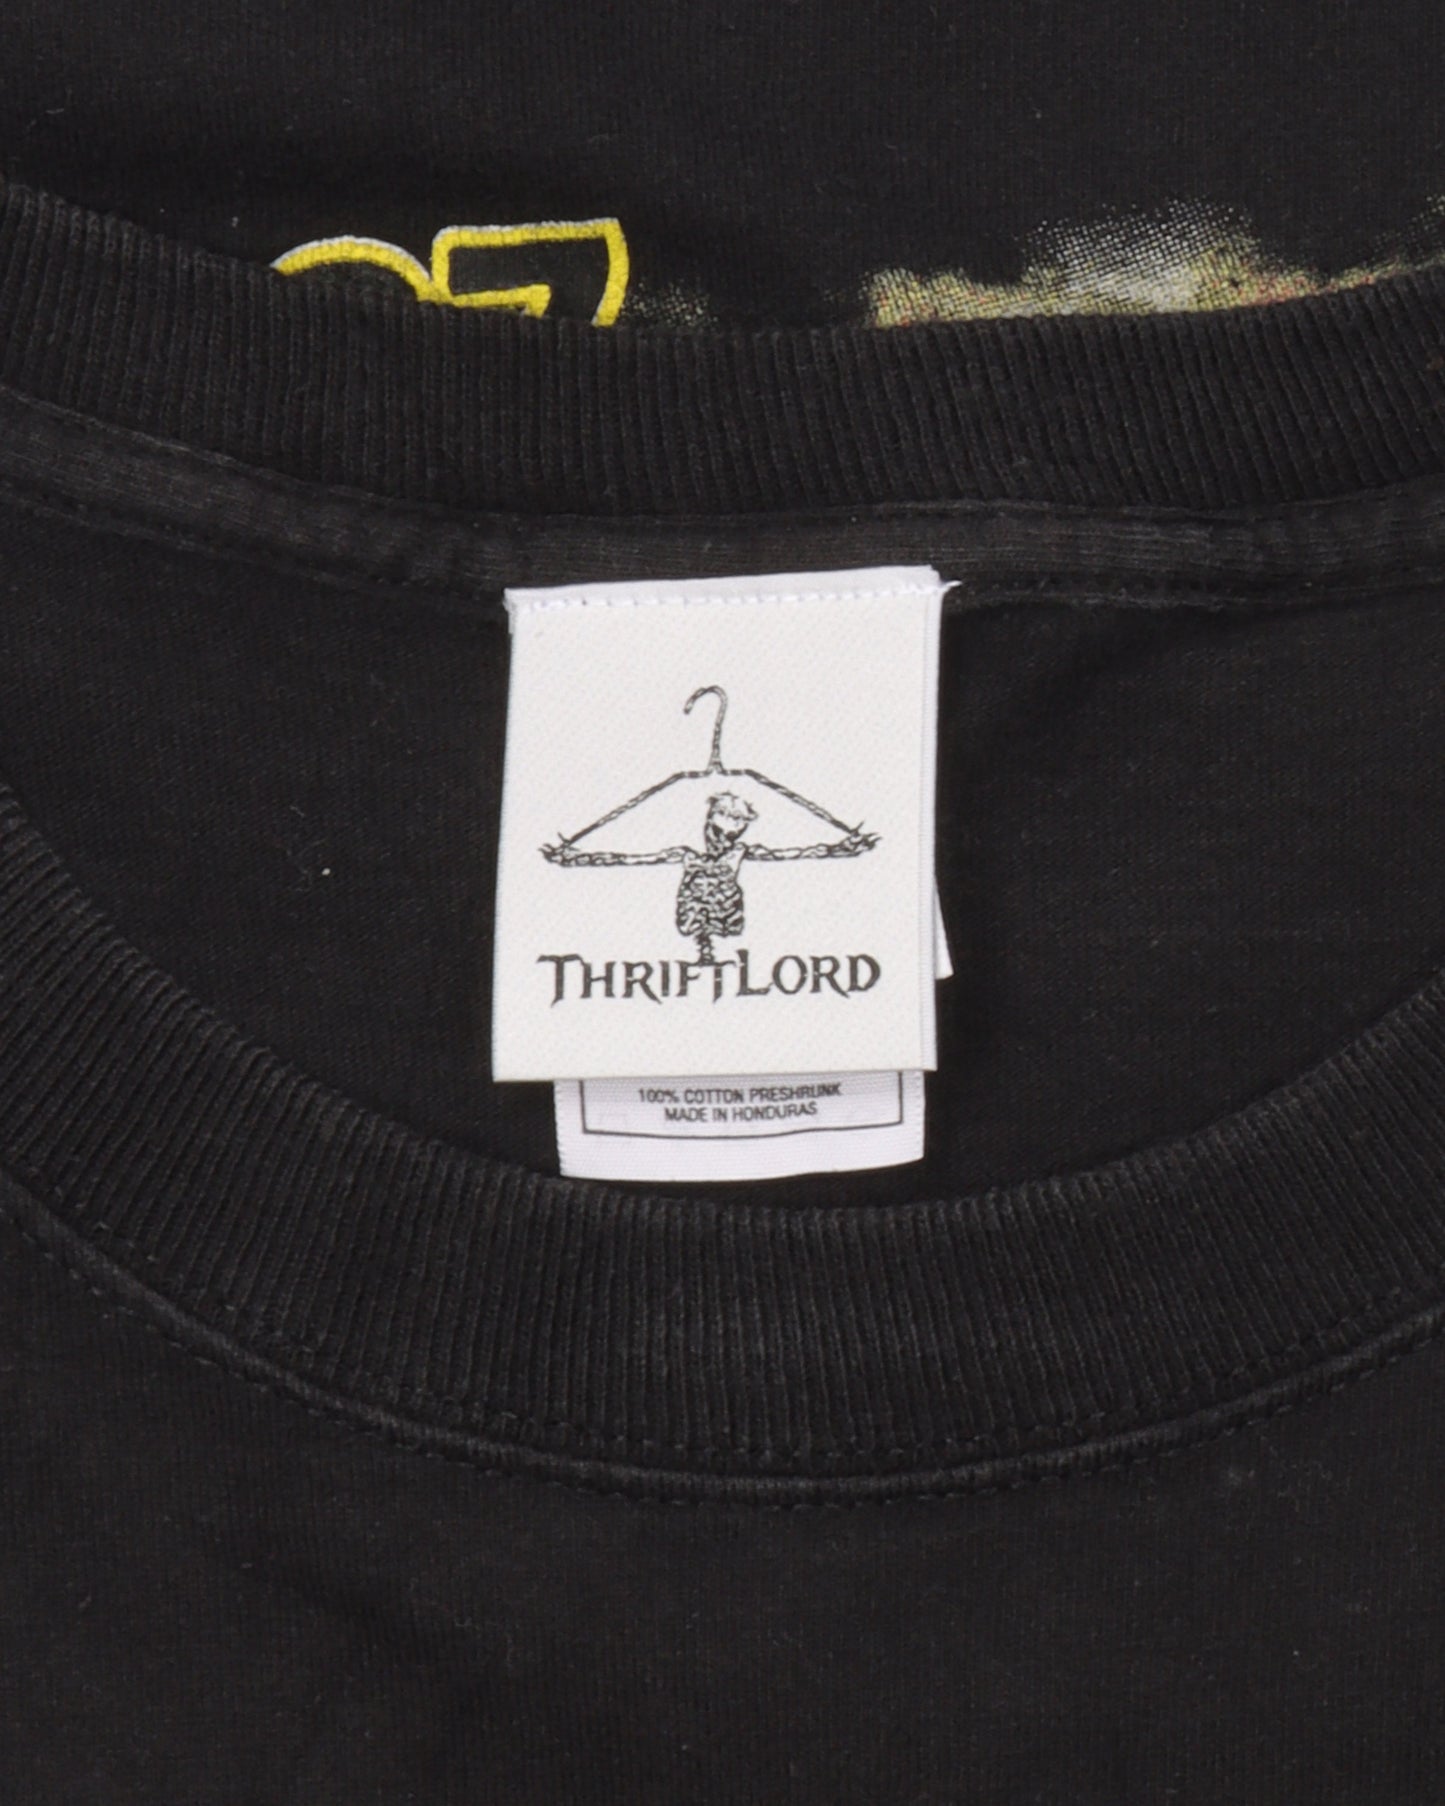 THRIFTLORD
100% COTTON PRESHRUNK
MADE IN HONDURAS